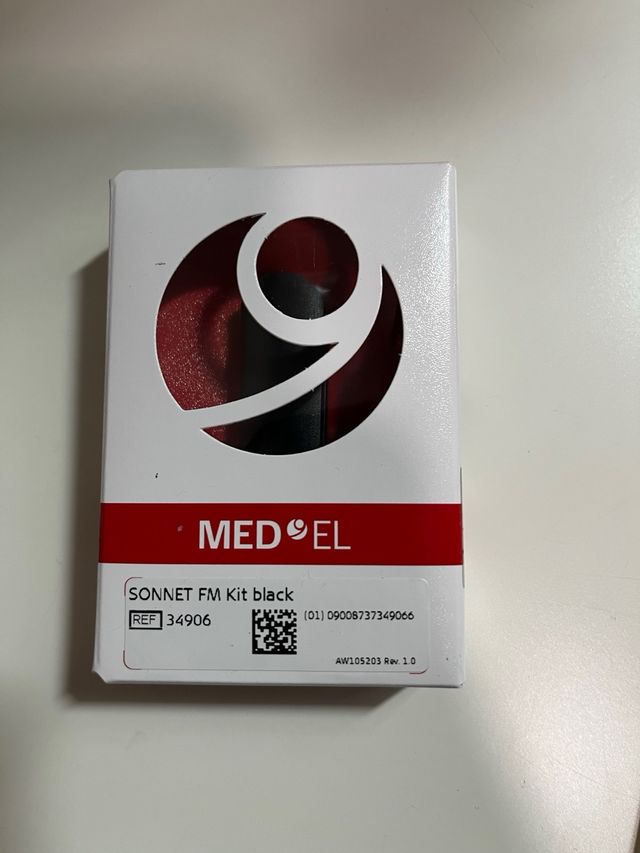 MED EL
SONNET FM Kit black
REF 34906
(01) 09008737349066
AW105203 Rev. 1.0